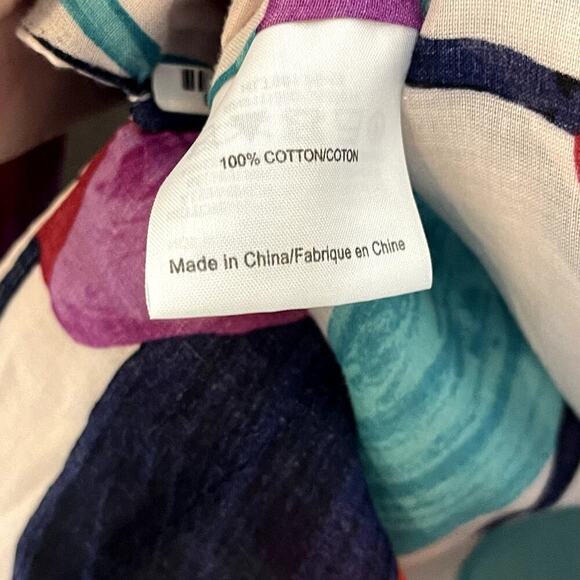 100% COTTON/COTON
Made in China/Fabrique en Chine